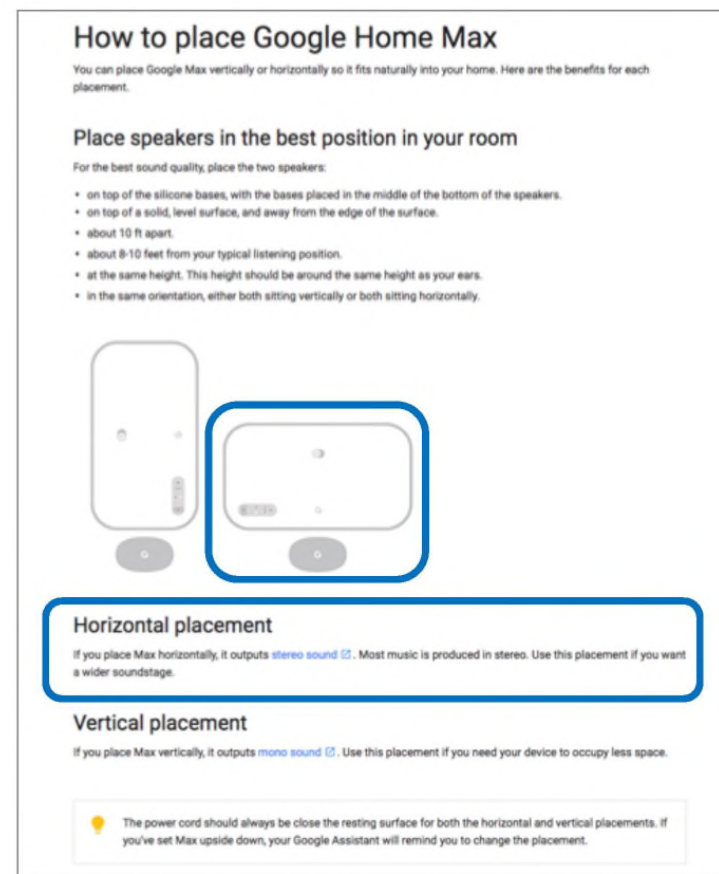 How to place Google Home Max
You can place Google Max vertically or horizontally so it fits naturally into your home. Here are the benefits for each
placement.
Place speakers in the best position in your room
For the best sound quality, place the two speakers:
• on top of the silicone bases, with the bases placed in the middle of the bottom of the speakers.
• on top of a solid, level surface, and away from the edge of the surface.
• about 10 ft apart.
• about 8-10 feet from your typical listening position.
• at the same height. This height should be around the same height as your ears.
• in the same orientation, either both sitting vertically or both sitting horizontally.
G
G
Horizontal placement
If you place Max horizontally, it outputs stereo sound. Most music is produced in stereo. Use this placement if you want
a wider soundstage.
Vertical placement
If you place Max vertically, it outputs mono sound. Use this placement if you need your device to occupy less space.
The power cord should always be close the resting surface for both the horizontal and vertical placements. If
you've set Max upside down, your Google Assistant will remind you to change the placement.